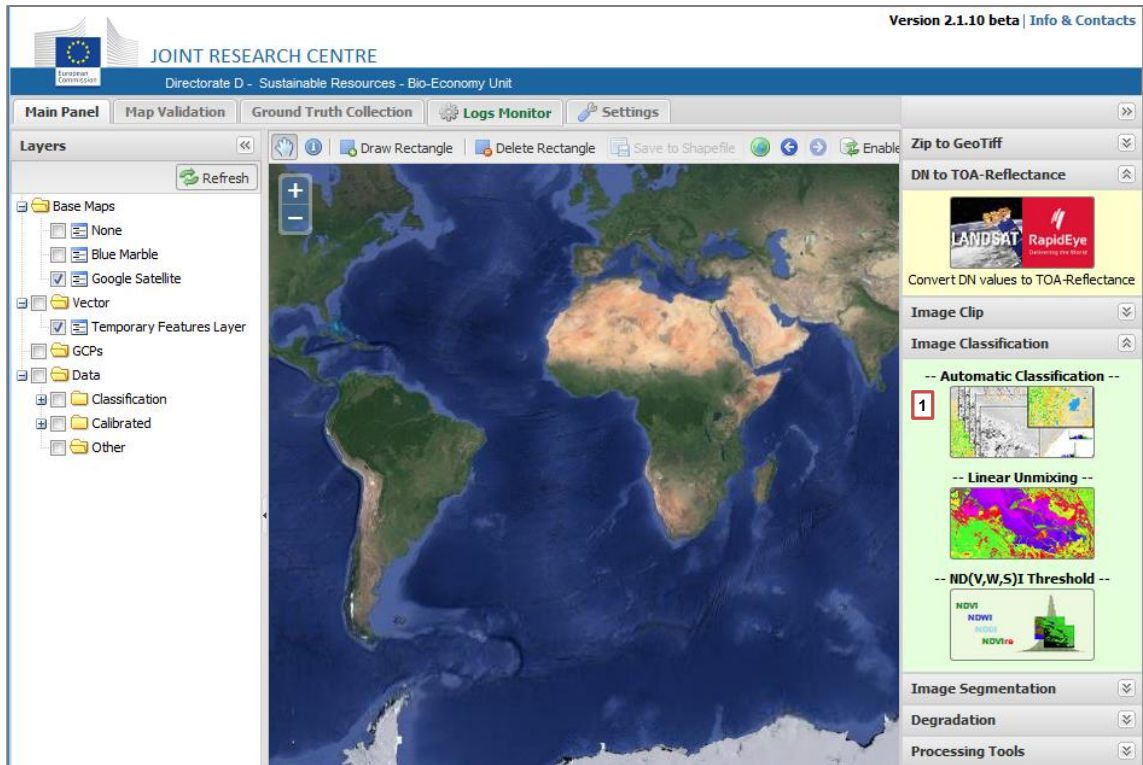 Version 2.1.10 beta | Info & Contacts
European
Commission
JOINT RESEARCH CENTRE
Directorate D - Sustainable Resources - Bio-Economy Unit
Main Panel
Map Validation
Ground Truth Collection
Logs Monitor
Settings
Layers
Refresh
Base Maps
None
Blue Marble
Google Satellite
Vector
Temporary Features Layer
GCPs
Data
Classification
Calibrated
Other
Draw Rectangle
Delete Rectangle
Save to Shapefile
Enable
+
−
Zip to GeoTiff
DN to TOA-Reflectance
LANDSAT
RapidEye
Delivering the World
Convert DN values to TOA-Reflectance
Image Clip
Image Classification
-- Automatic Classification --
1
-- Linear Unmixing --
-- ND(V,W,S)I Threshold --
NDVI
NDWI
NDVIre
Image Segmentation
Degradation
Processing Tools